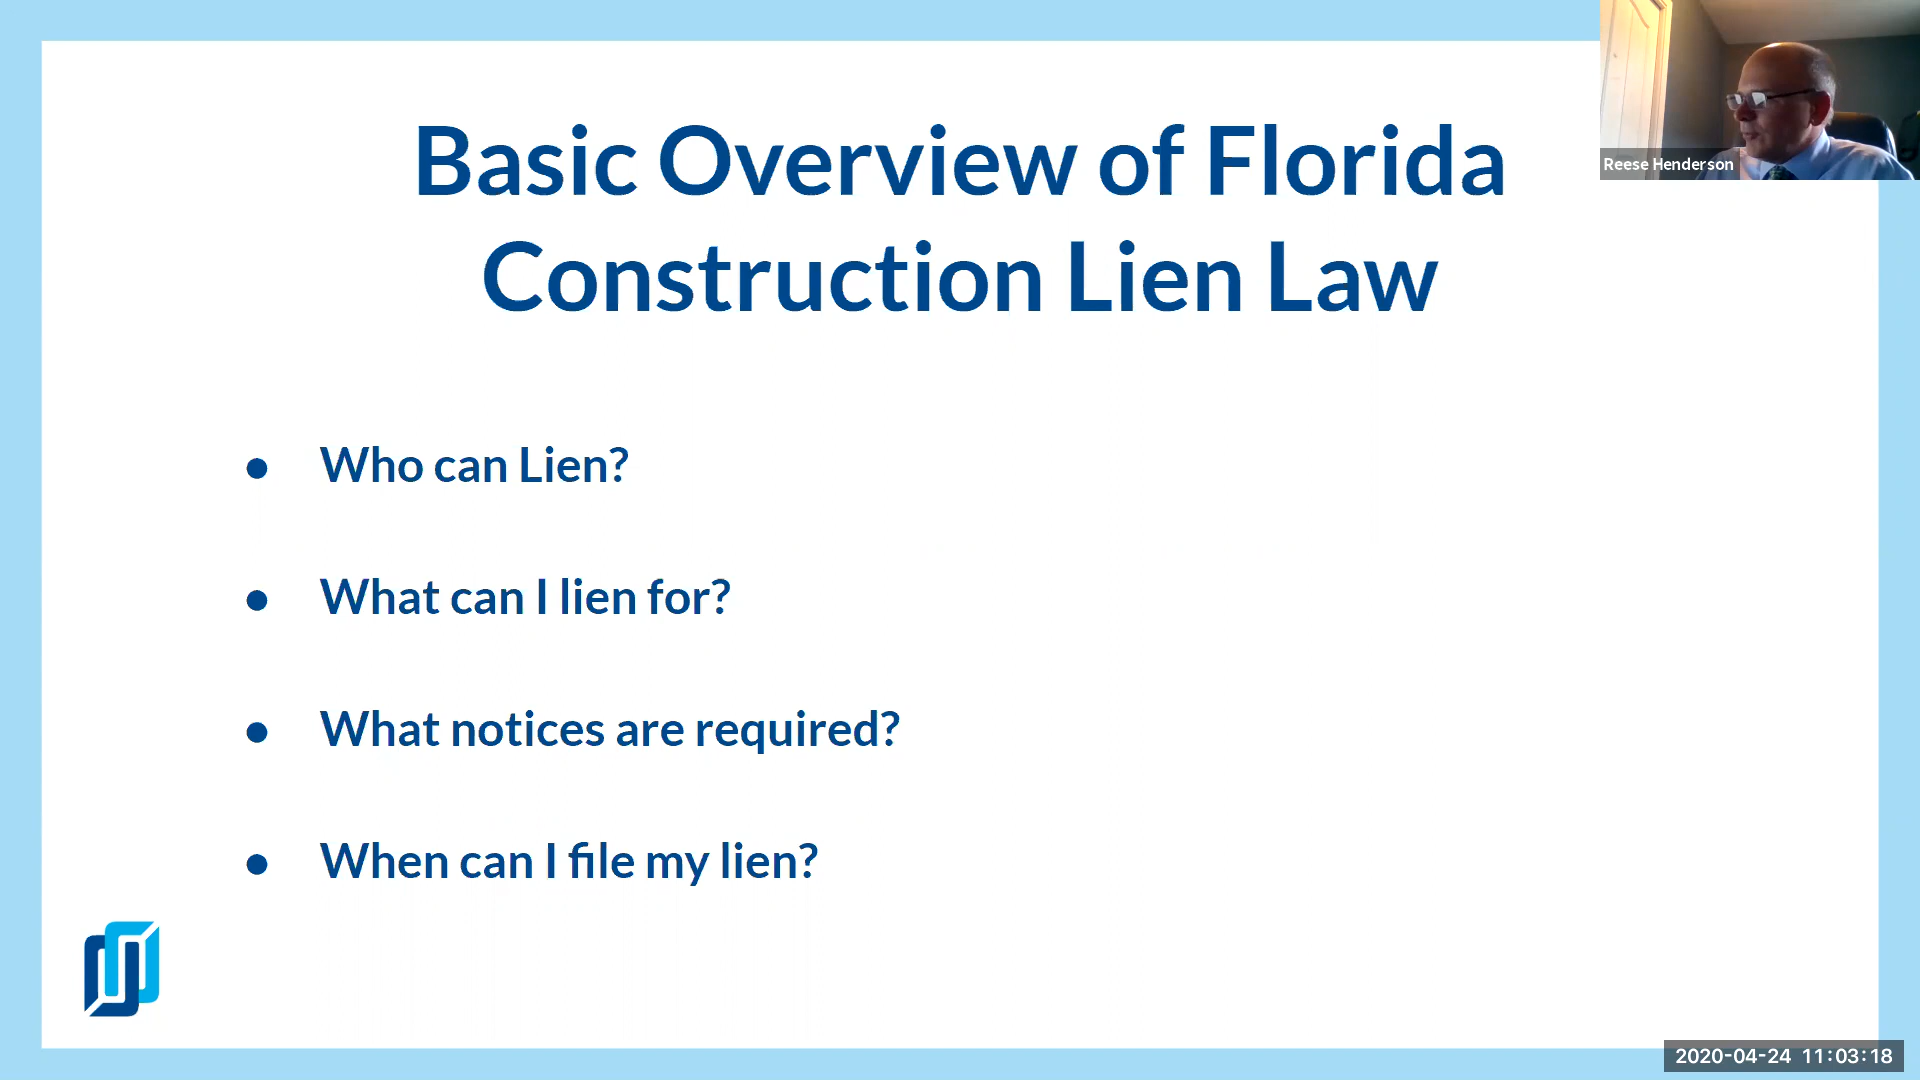 Basic Overview of Florida
Construction Lien Law
Reese Henderson
● Who can Lien?
● What can I lien for?
● What notices are required?
● When can I file my lien?
2020-04-24 11:03:18